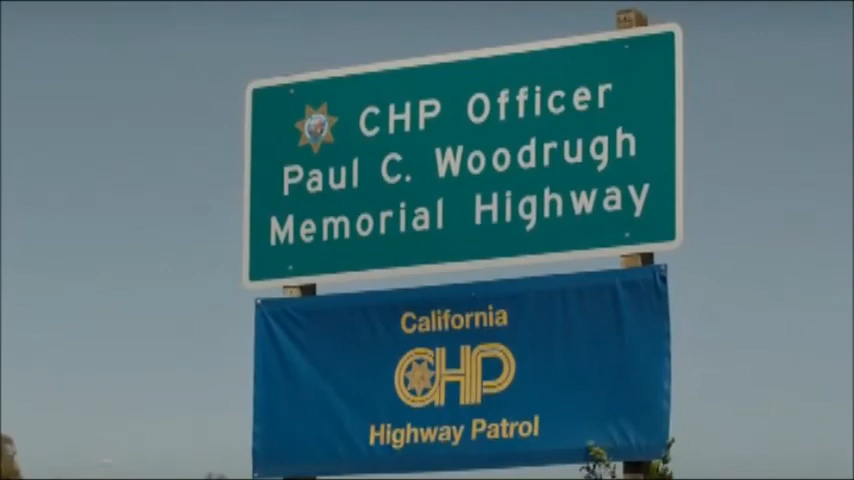 CHP Officer
Paul C. Woodrugh
Memorial Highway
California
CHP
Highway Patrol